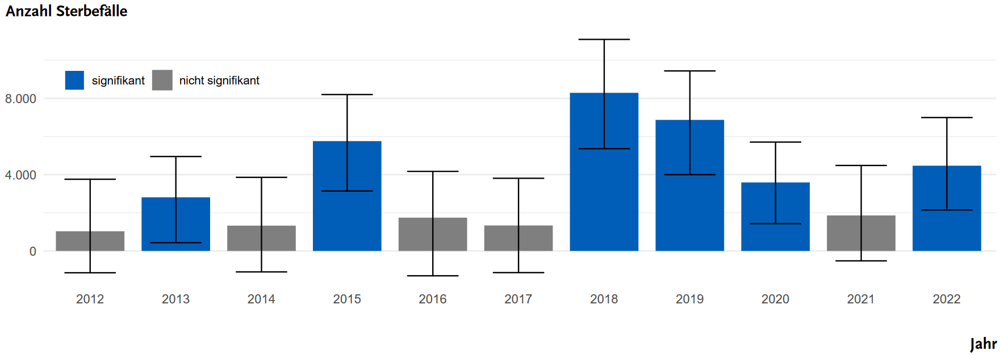 Anzahl Sterbefälle
signifikant nicht signifikant
8.000
4.000
0
2012 2013 2014 2015 2016 2017 2018 2019 2020 2021 2022
Jahr